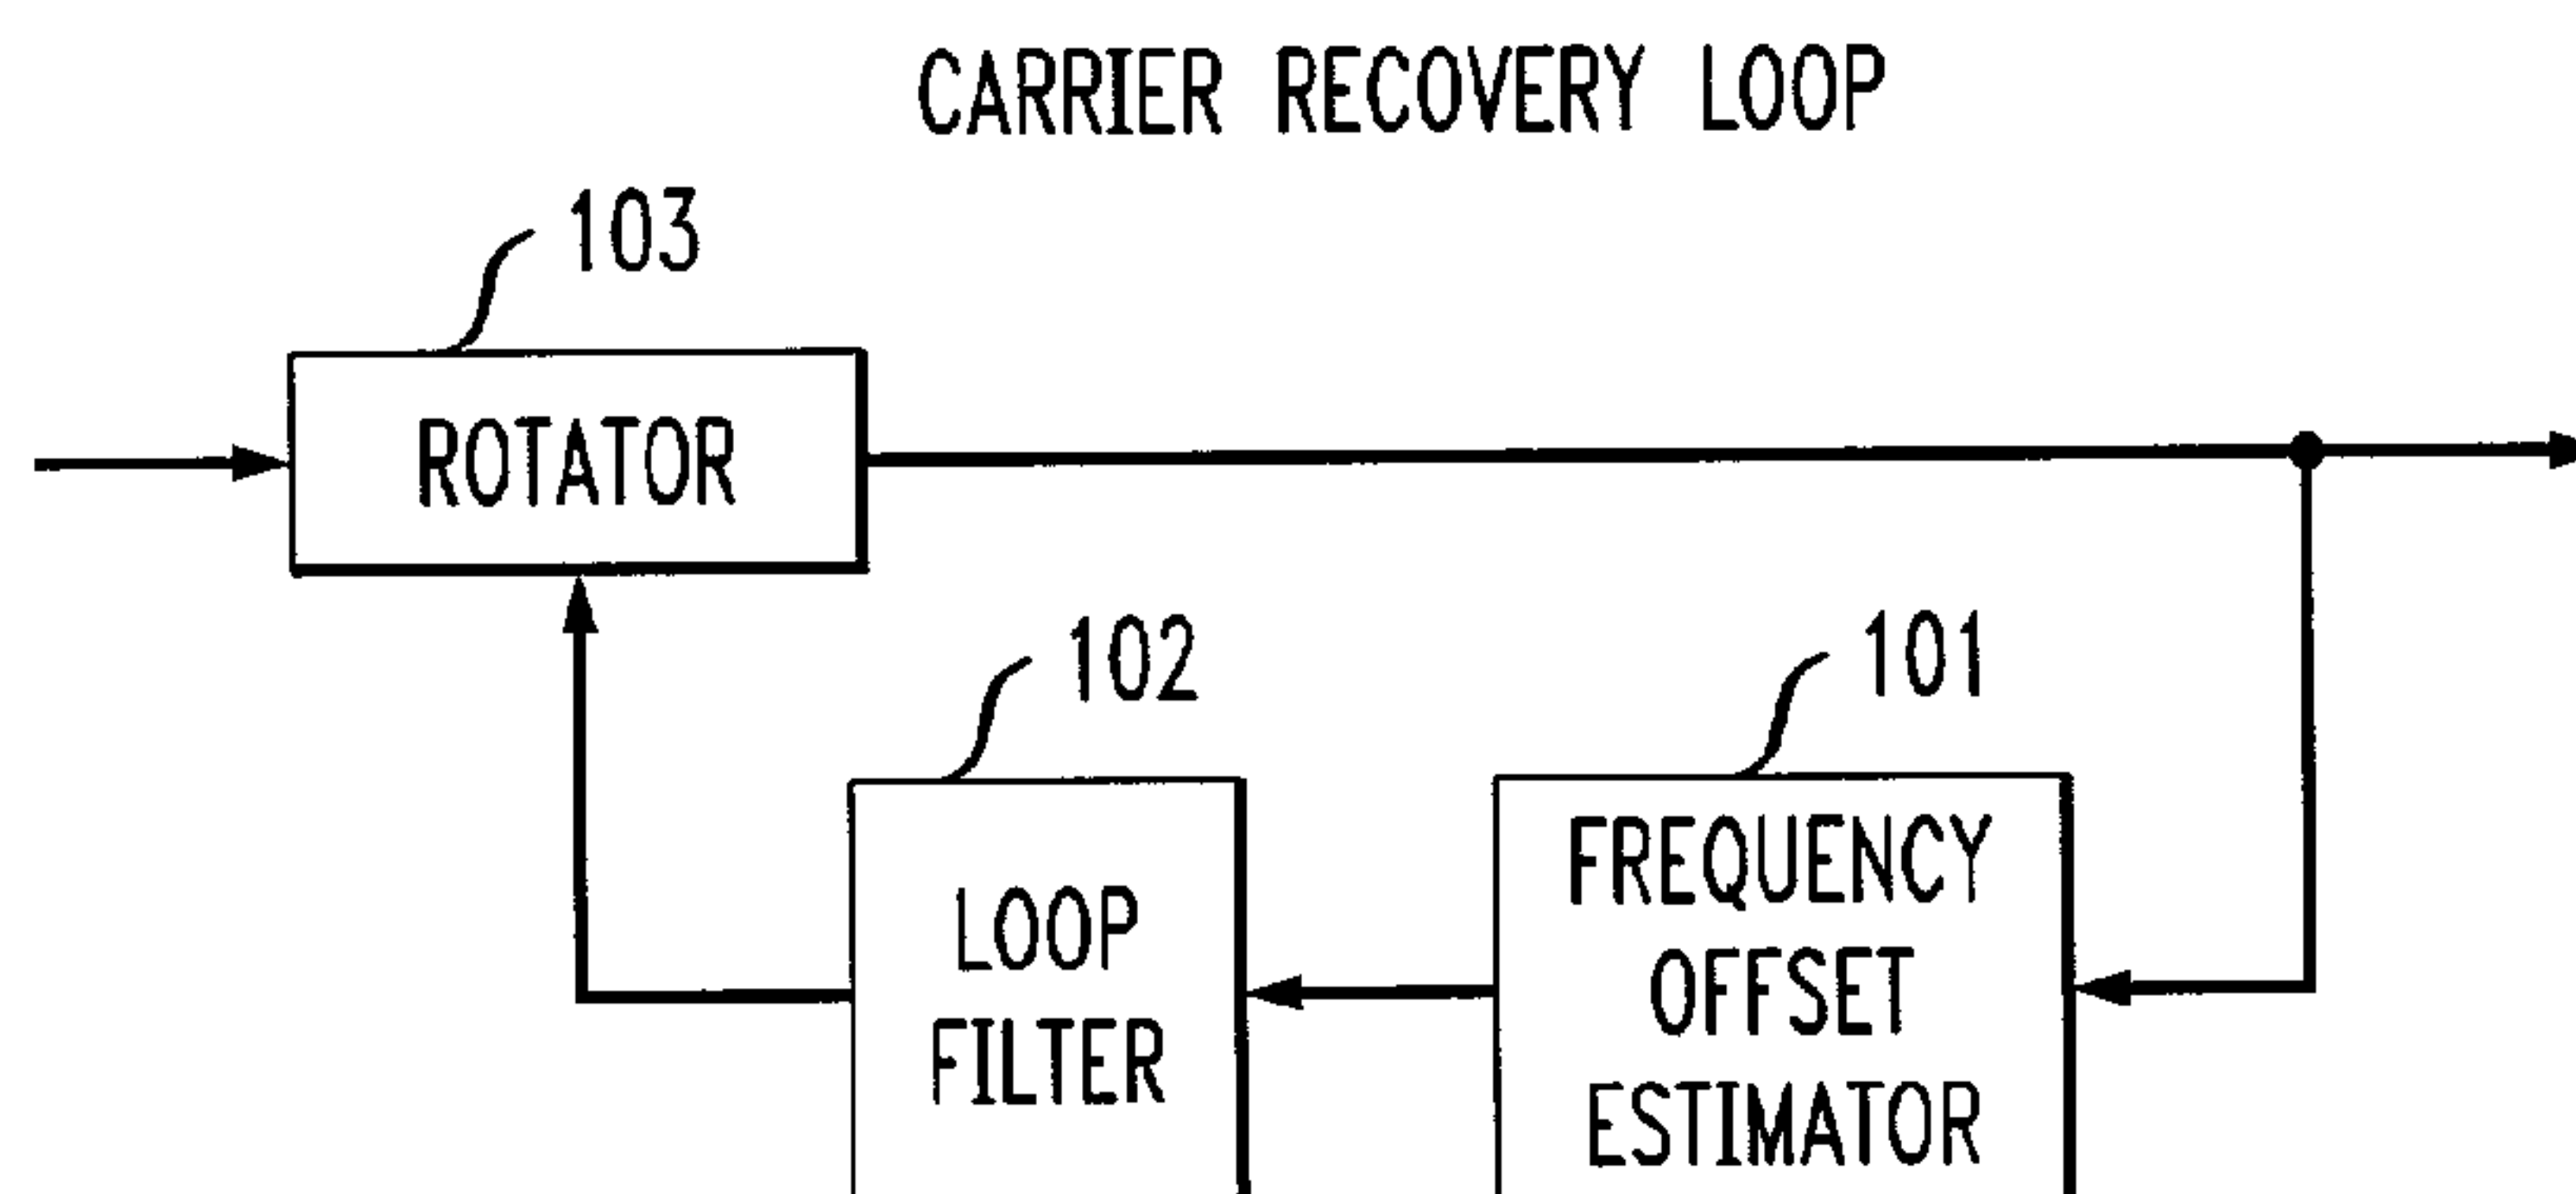 CARRIER RECOVERY LOOP
103
ROTATOR
102
101
LOOP
FILTER
FREQUENCY
OFFSET
ESTIMATOR